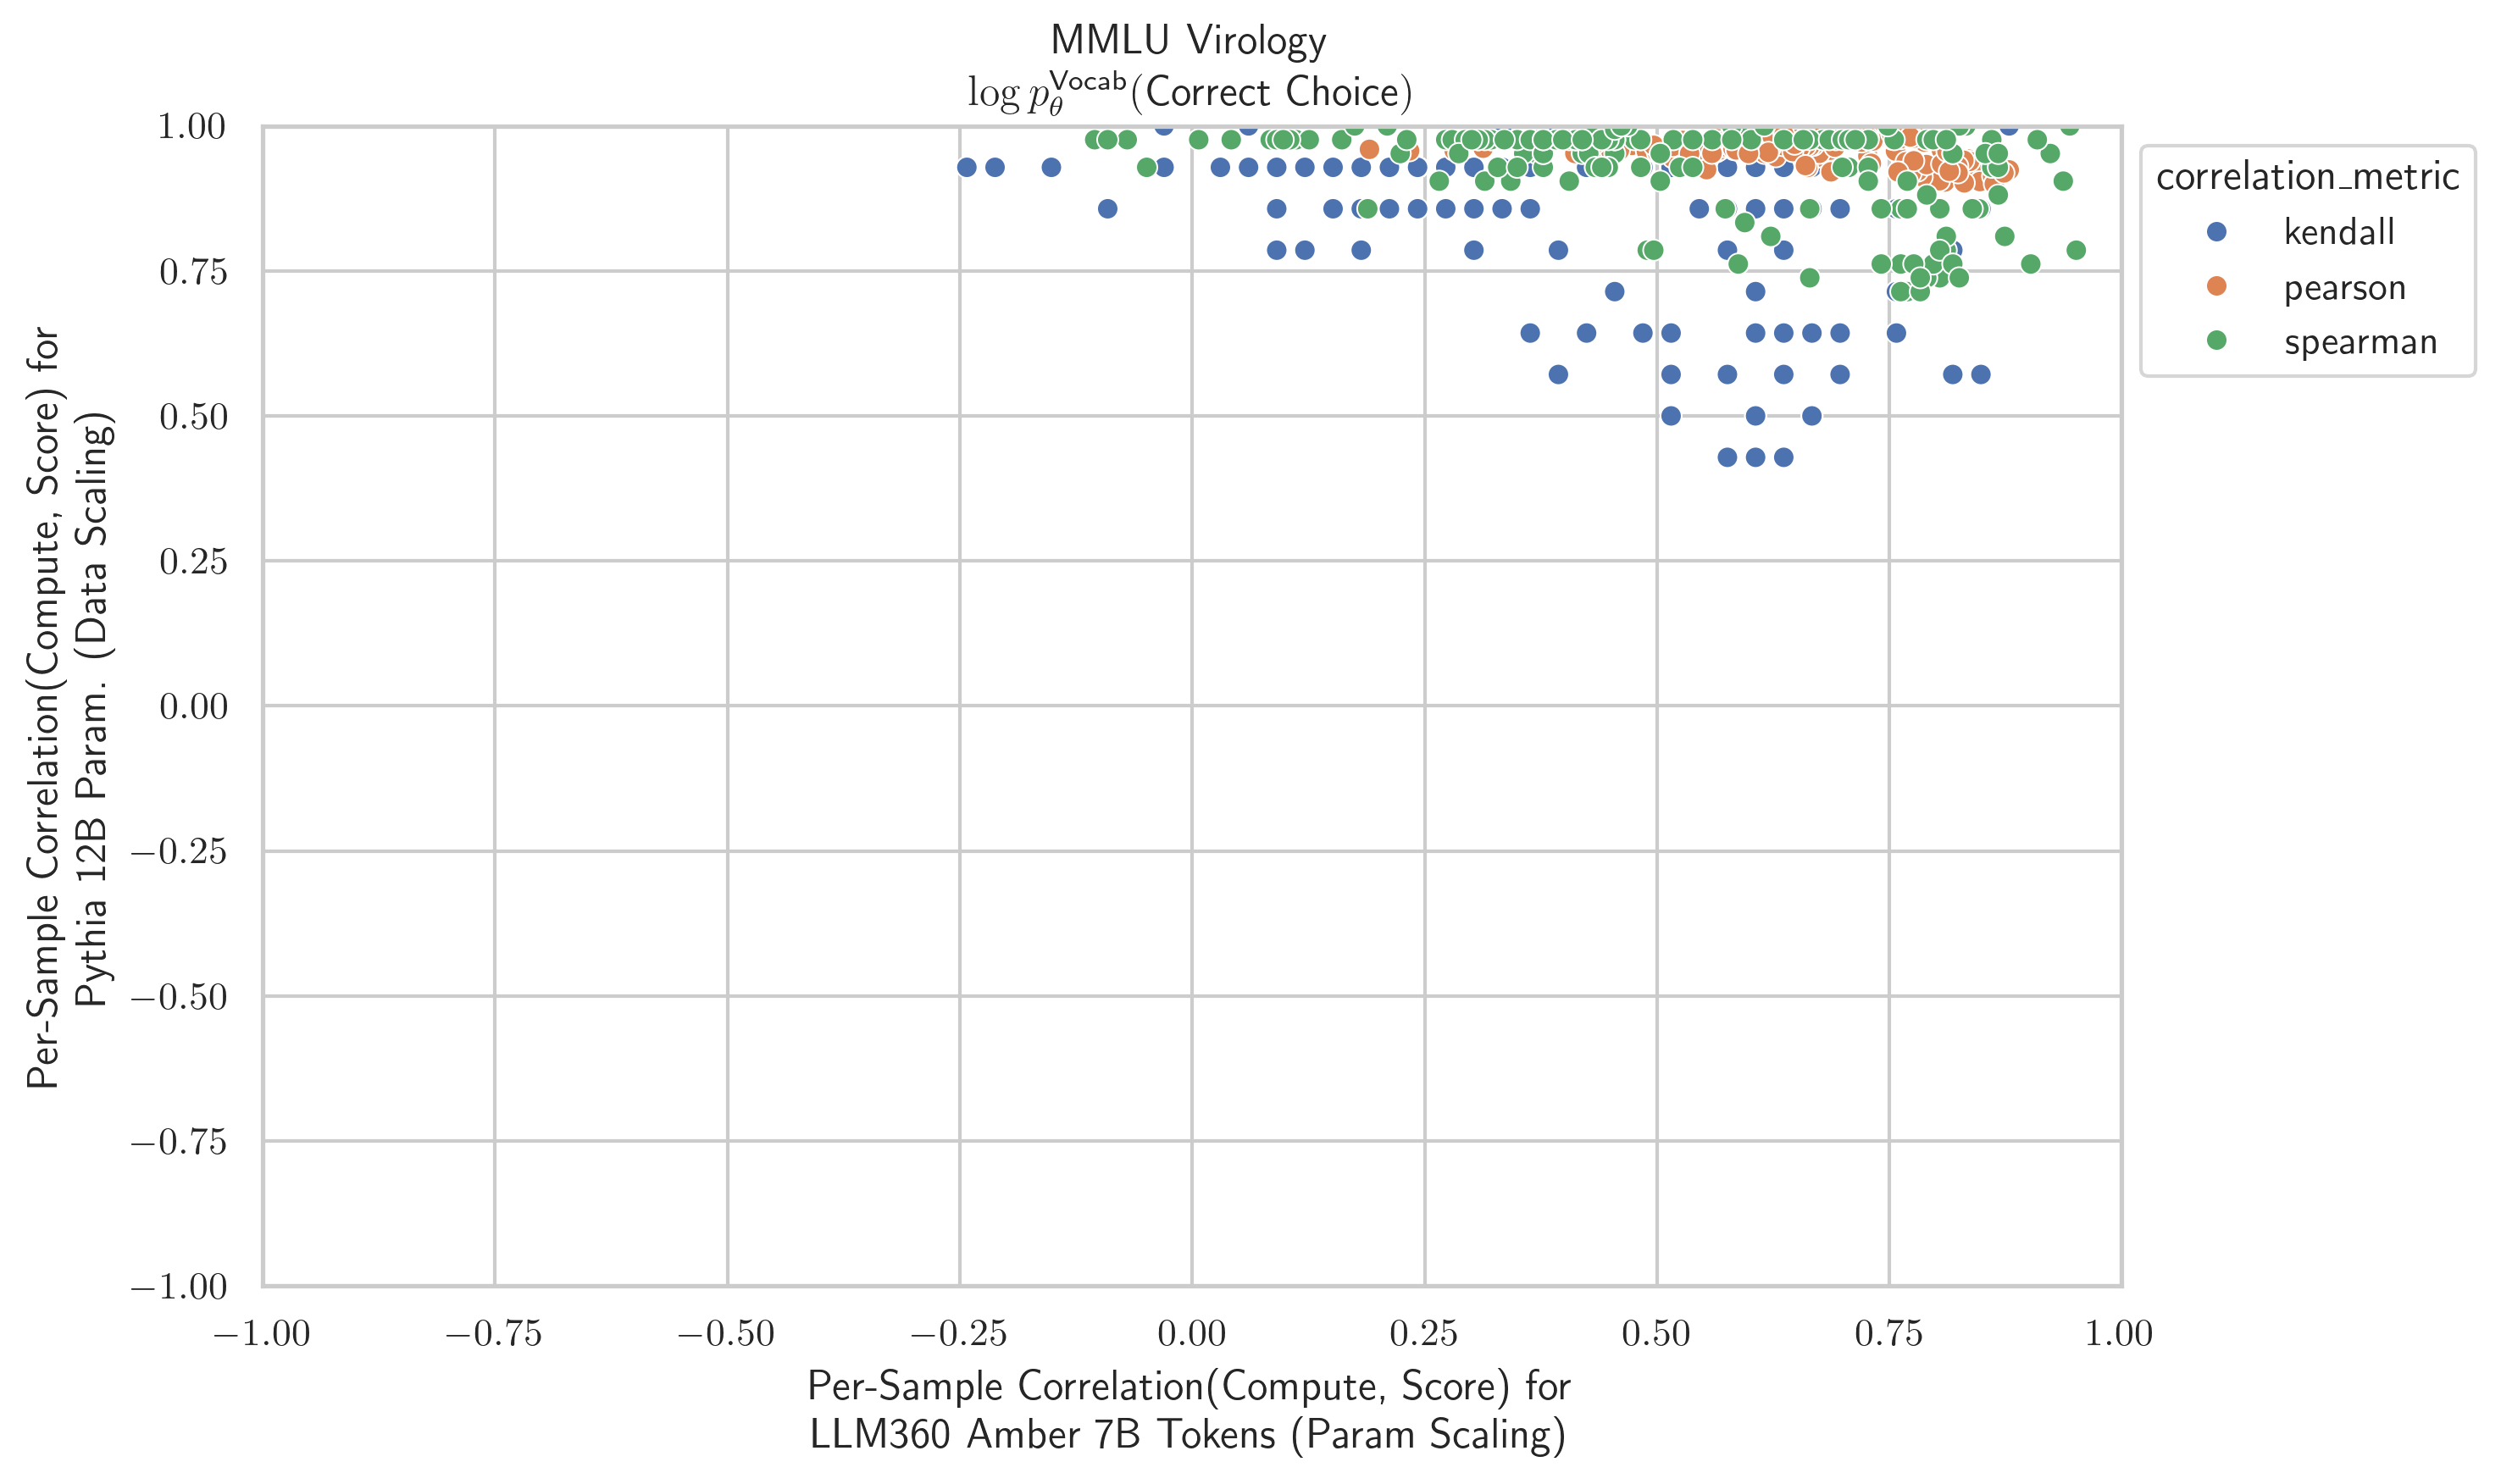 MMLU Virology
log p_θ^Vocab(Correct Choice)
1.00
0.75
0.50
0.25
0.00
−0.25
−0.50
−0.75
−1.00
Per-Sample Correlation(Compute, Score) for
Pythia 12B Param. (Data Scaling)
−1.00 −0.75 −0.50 −0.25 0.00 0.25 0.50 0.75 1.00
Per-Sample Correlation(Compute, Score) for
LLM360 Amber 7B Tokens (Param Scaling)
correlation_metric
kendall
pearson
spearman